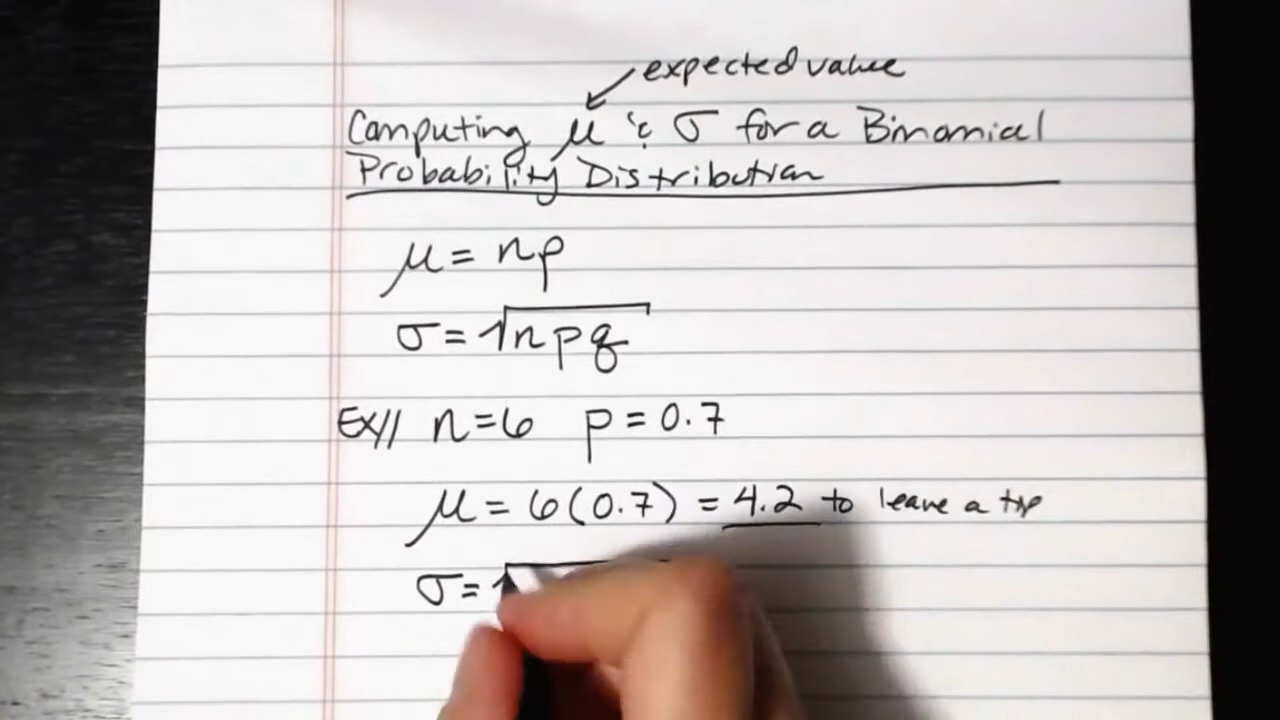 expected value
Computing μ & σ for a Binomial
Probability Distribution
μ = np
σ = √npq
EX// n=6 p=0.7
μ = 6(0.7) = 4.2 to leave a tip
σ = √